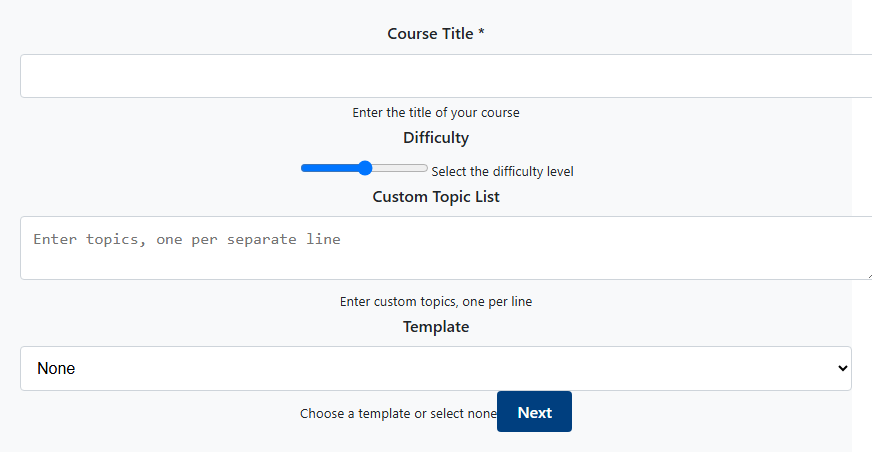 Course Title *
Enter the title of your course
Difficulty
Select the difficulty level
Custom Topic List
Enter topics, one per separate line
Enter custom topics, one per line
Template
None
Choose a template or select none Next